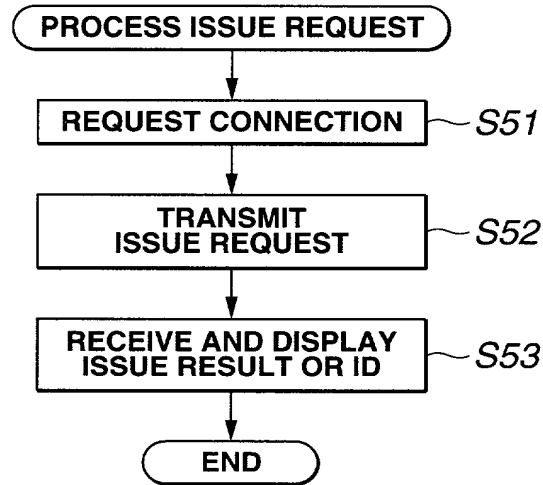 PROCESS ISSUE REQUEST
REQUEST CONNECTION
S51
TRANSMIT
ISSUE REQUEST
S52
RECEIVE AND DISPLAY
ISSUE RESULT OR ID
S53
END